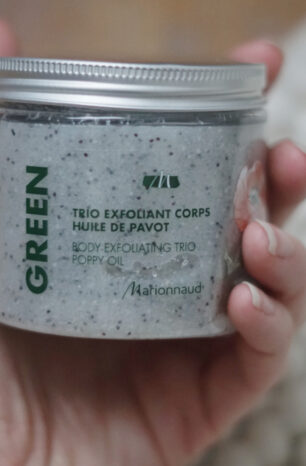 GREEN
TRIO EXFOLIANT CORPS
HUILE DE PAVOT
BODY EXFOLIATING TRIO
POPPY OIL
Marionnaud